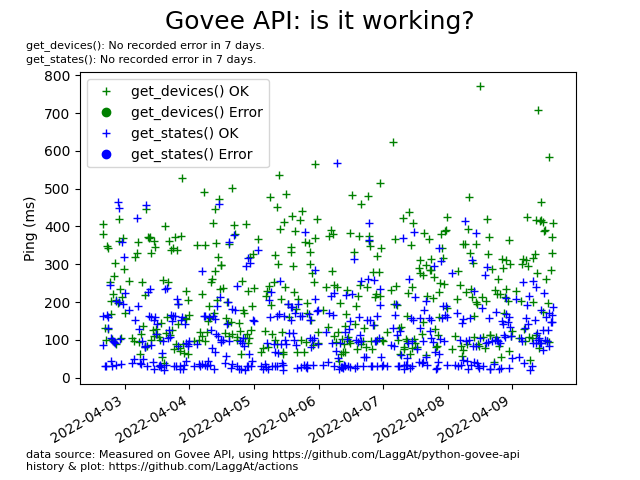 Govee API: is it working?
get_devices(): No recorded error in 7 days.
get_states(): No recorded error in 7 days.
800
700
600
500
400
300
200
100
0
Ping (ms)
get_devices() OK
get_devices() Error
get_states() OK
get_states() Error
2022-04-03
2022-04-04
2022-04-05
2022-04-06
2022-04-07
2022-04-08
2022-04-09
data source: Measured on Govee API, using https://github.com/LaggAt/python-govee-api
history & plot: https://github.com/LaggAt/actions